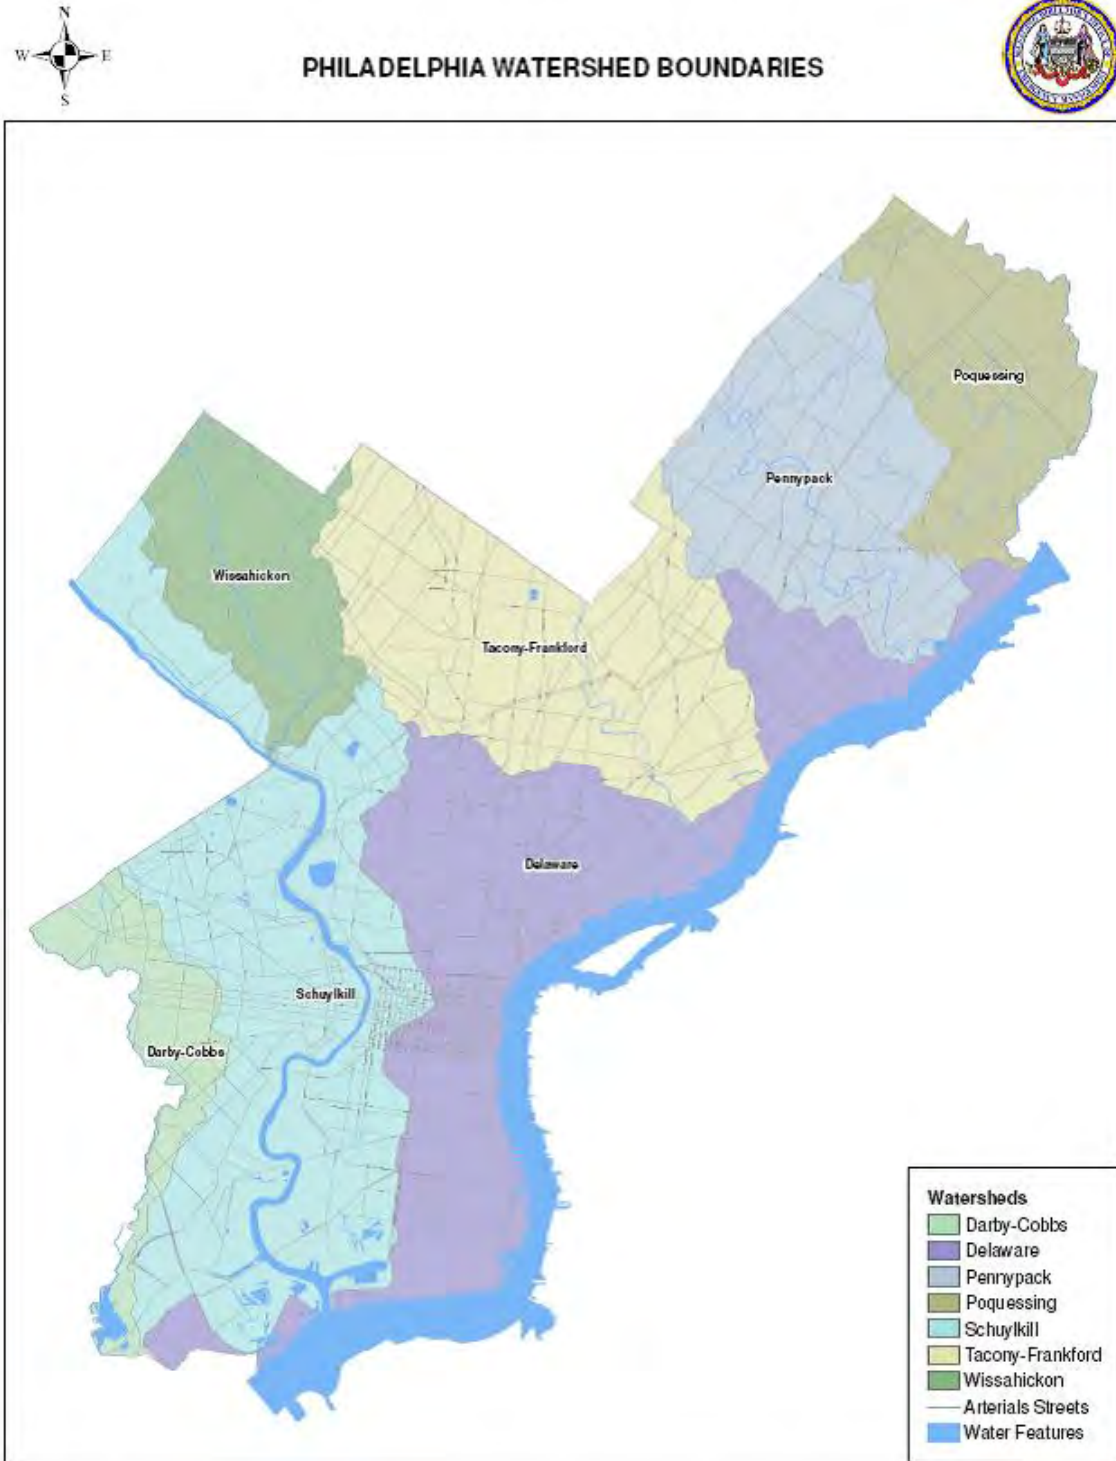 N
W E
S
PHILADELPHIA WATERSHED BOUNDARIES
Poquessing
Pennypack
Wissahickon
Tacony-Frankford
Delaware
Schuylkill
Darby-Cobbs
Watersheds
Darby-Cobbs
Delaware
Pennypack
Poquessing
Schuylkill
Tacony-Frankford
Wissahickon
Arterials Streets
Water Features